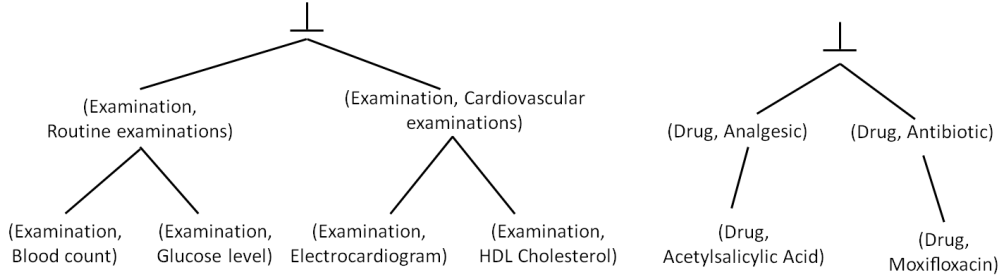 (Examination,
Routine examinations)
(Examination, Cardiovascular
examinations)
(Examination,
Blood count)
(Examination,
Glucose level)
(Examination,
Electrocardiogram)
(Examination,
HDL Cholesterol)
(Drug, Analgesic)
(Drug, Antibiotic)
(Drug,
Acetylsalicylic Acid)
(Drug,
Moxifloxacin)